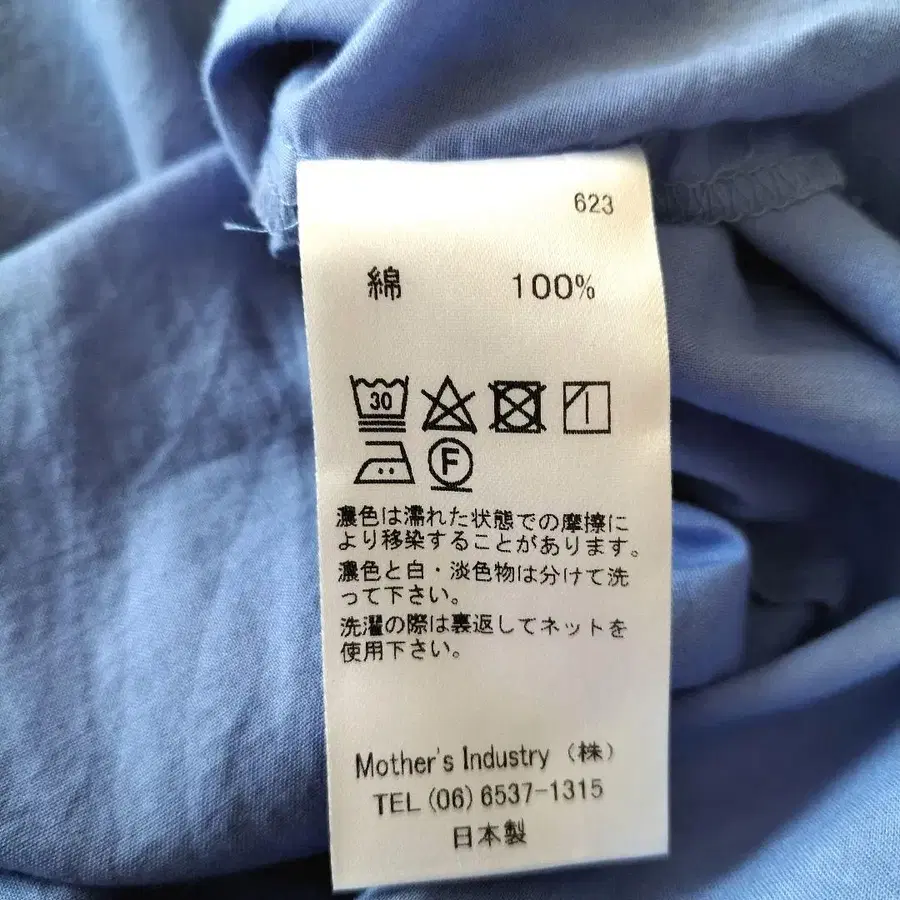 623
綿 100%
30
F
濃色は濡れた状態での摩擦に
より移染することがあります。
濃色と白・淡色物は分けて洗
って下さい。
洗濯の際は裏返してネットを
使用下さい。
Mother's Industry (株)
TEL(06)6537-1315
日本製